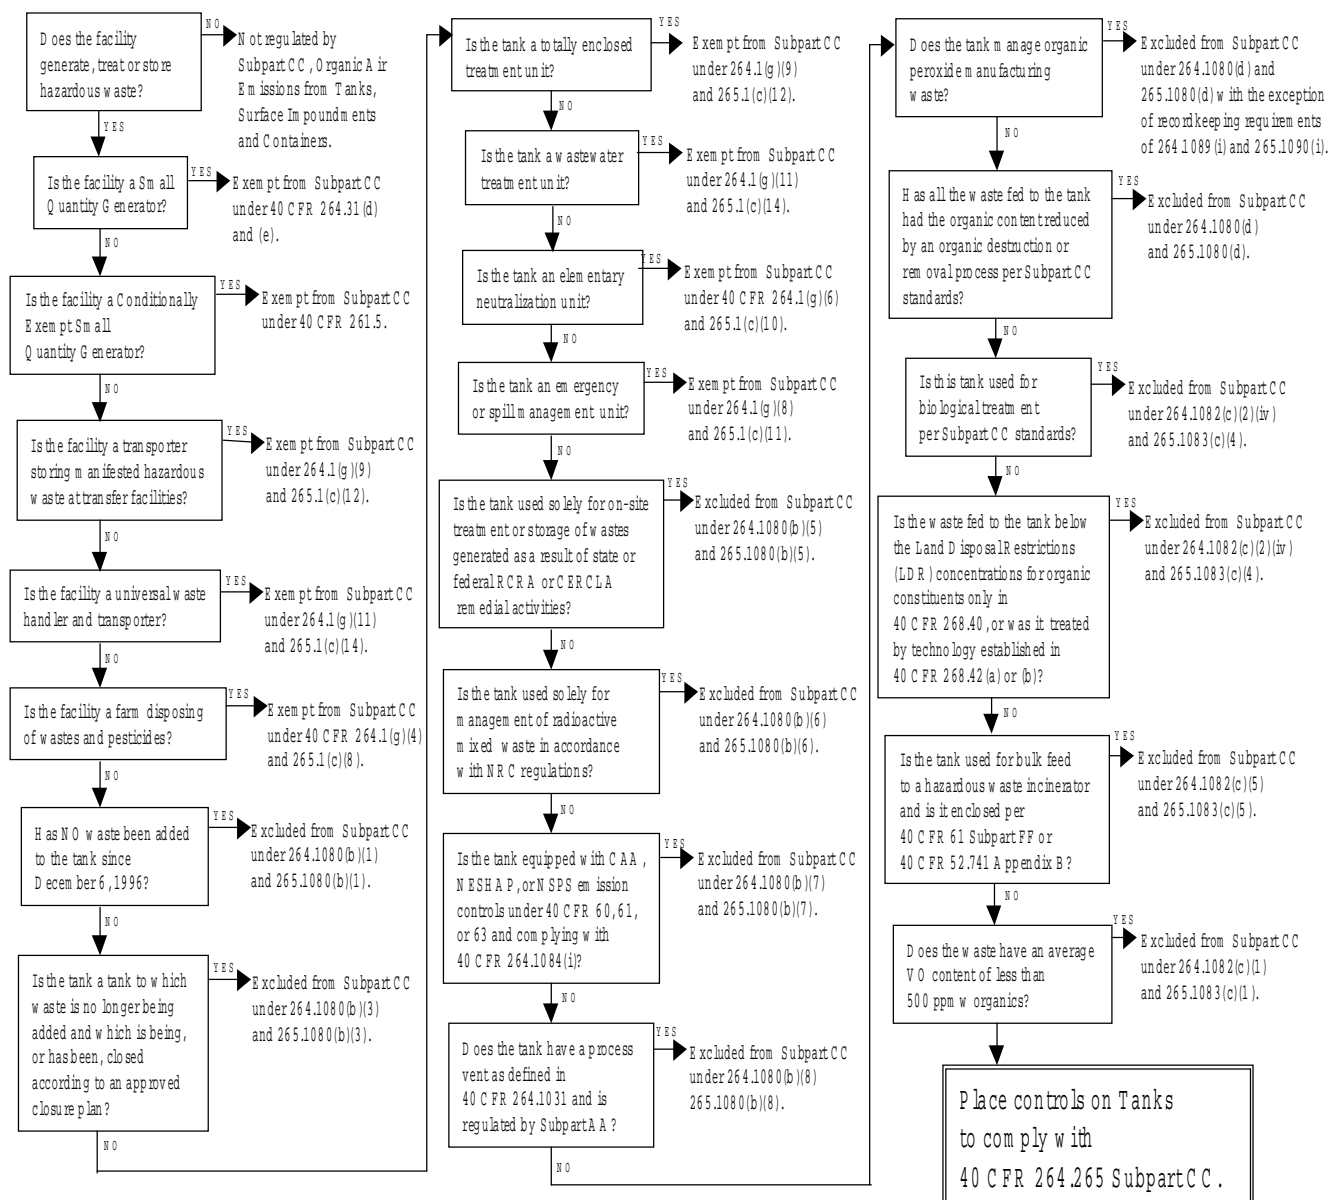 Does the facility
generate, treat or store
hazardous waste?
NO
Not regulated by
Subpart CC, Organic Air
Emissions from Tanks,
Surface Impoundments
and Containers.
YES
Is the facility a Small
Quantity Generator?
YES
Exempt from Subpart CC
under 40 CFR 264.31(d)
and (e).
NO
Is the facility a Conditionally
Exempt Small
Quantity Generator?
YES
Exempt from Subpart CC
under 40 CFR 261.5.
NO
Is the facility a transporter
storing manifested hazardous
waste at transfer facilities?
YES
Exempt from Subpart CC
under 264.1(g)(9)
and 265.1(c)(12).
NO
Is the facility a universal waste
handler and transporter?
YES
Exempt from Subpart CC
under 264.1(g)(11)
and 265.1(c)(14).
NO
Is the facility a farm disposing
of wastes and pesticides?
YES
Exempt from Subpart CC
under 40 CFR 264.1(g)(4)
and 265.1(c)(8).
NO
Has NO waste been added
to the tank since
December 6, 1996?
YES
Excluded from Subpart CC
under 264.1080(b)(1)
and 265.1080(b)(1).
NO
Is the tank a tank to which
waste is no longer being
added and which is being,
or has been, closed
according to an approved
closure plan?
YES
Excluded from Subpart CC
under 264.1080(b)(3)
and 265.1080(b)(3).
NO
Is the tank a totally enclosed
treatment unit?
YES
Exempt from Subpart CC
under 264.1(g)(9)
and 265.1(c)(12).
NO
Is the tank a wastewater
treatment unit?
YES
Exempt from Subpart CC
under 264.1(g)(11)
and 265.1(c)(14).
NO
Is the tank an elementary
neutralization unit?
YES
Exempt from Subpart CC
under 40 CFR 264.1(g)(6)
and 265.1(c)(10).
NO
Is the tank an emergency
or spill management unit?
YES
Exempt from Subpart CC
under 264.1(g)(8)
and 265.1(c)(11).
NO
Is the tank used solely for on-site
treatment or storage of wastes
generated as a result of state or
federal RCRA or CERCLA
remedial activities?
YES
Excluded from Subpart CC
under 264.1080(b)(5)
and 265.1080(b)(5).
NO
Is the tank used solely for
management of radioactive
mixed waste in accordance
with NRC regulations?
YES
Excluded from Subpart CC
under 264.1080(b)(6)
and 265.1080(b)(6).
NO
Is the tank equipped with CAA,
NESHAP, or NSPS emission
controls under 40 CFR 60, 61,
or 63 and complying with
40 CFR 264.1084(i)?
YES
Excluded from Subpart CC
under 264.1080(b)(7)
and 265.1080(b)(7).
NO
Does the tank have a process
vent as defined in
40 CFR 264.1031 and is
regulated by Subpart AA?
YES
Excluded from Subpart CC
under 264.1080(b)(8)
265.1080(b)(8).
NO
Does the tank manage organic
peroxide manufacturing
waste?
YES
Excluded from Subpart CC
under 264.1080(d) and
265.1080(d) with the exception
of recordkeeping requirements
of 264.1089(i) and 265.1090(i).
NO
Has all the waste fed to the tank
had the organic content reduced
by an organic destruction or
removal process per Subpart CC
standards?
YES
Excluded from Subpart CC
under 264.1080(d)
and 265.1080(d).
NO
Is this tank used for
biological treatment
per Subpart CC standards?
YES
Excluded from Subpart CC
under 264.1082(c)(2)(iv)
and 265.1083(c)(4).
NO
Is the waste fed to the tank below
the Land Disposal Restrictions
(LDR) concentrations for organic
constituents only in
40 CFR 268.40, or was it treated
by technology established in
40 CFR 268.42(a) or (b)?
YES
Excluded from Subpart CC
under 264.1082(c)(2)(iv)
and 265.1083(c)(4).
NO
Is the tank used for bulk feed
to a hazardous waste incinerator
and is it enclosed per
40 CFR 61 Subpart FF or
40 CFR 52.741 Appendix B?
YES
Excluded from Subpart CC
under 264.1082(c)(5)
and 265.1083(c)(5).
NO
Does the waste have an average
VO content of less than
500 ppmw organics?
YES
Excluded from Subpart CC
under 264.1082(c)(1)
and 265.1083(c)(1).
NO
Place controls on Tanks
to comply with
40 CFR 264.265 Subpart CC.